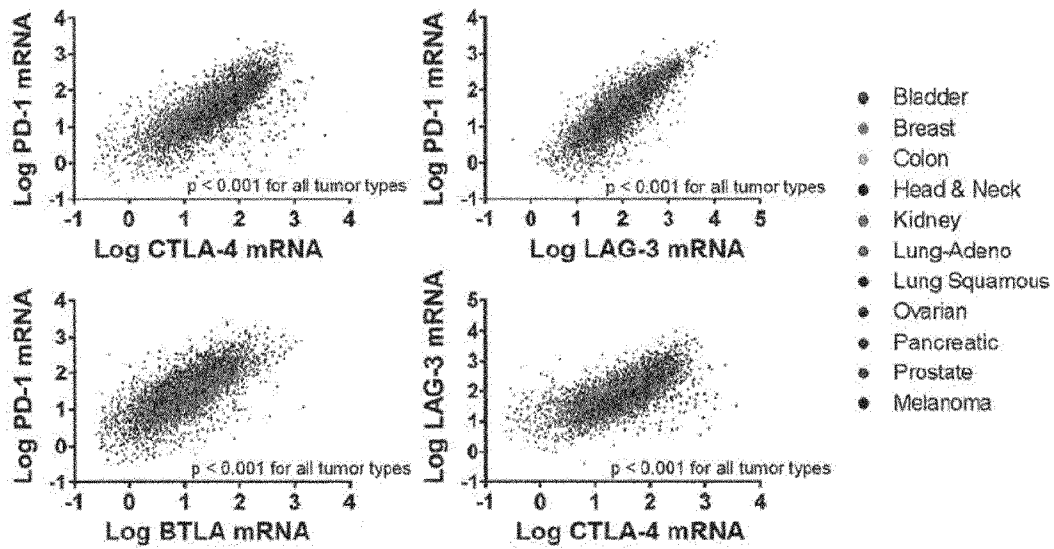 4
3
2
1
0
-1
Log PD-1 mRNA
p < 0.001 for all tumor types
-1 0 1 2 3 4
Log CTLA-4 mRNA
4
3
2
1
0
-1
Log PD-1 mRNA
p < 0.001 for all tumor types
-1 0 1 2 3 4 5
Log LAG-3 mRNA
4
3
2
1
0
-1
Log PD-1 mRNA
p < 0.001 for all tumor types
-1 0 1 2 3 4
Log BTLA mRNA
5
4
3
2
1
0
-1
Log LAG-3 mRNA
p < 0.001 for all tumor types
-1 0 1 2 3 4
Log CTLA-4 mRNA
Bladder
Breast
Colon
Head & Neck
Kidney
Lung-Adeno
Lung Squamous
Ovarian
Pancreatic
Prostate
Melanoma